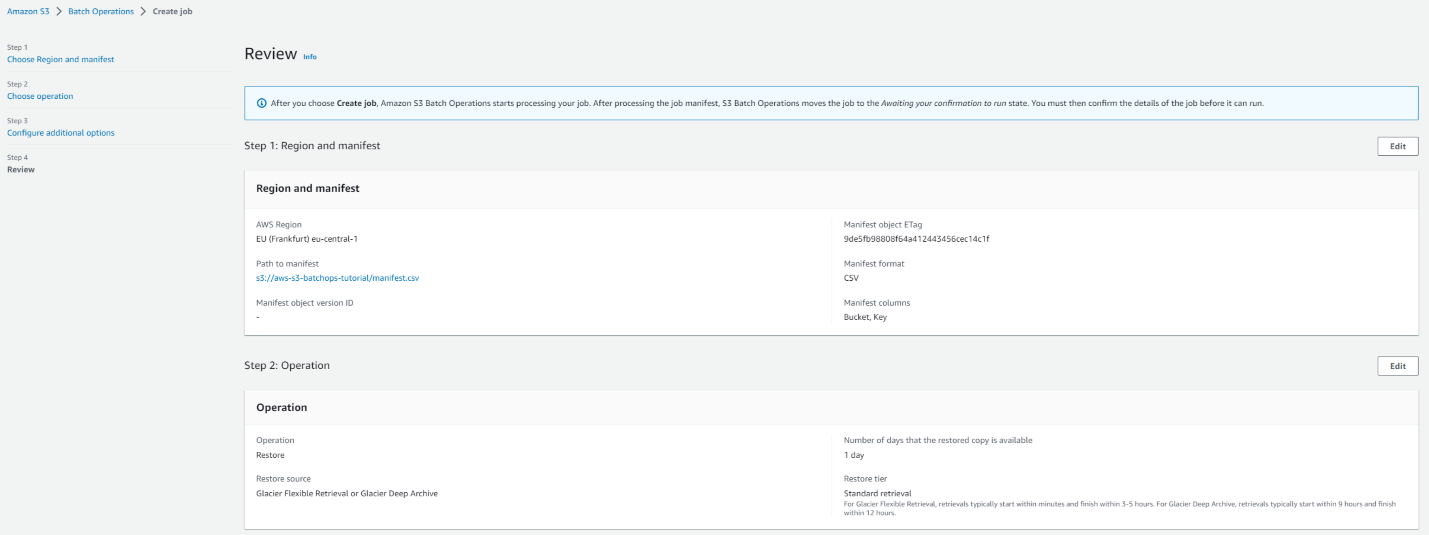 Amazon S3 > Batch Operations > Create job
Step 1
Choose Region and manifest
Step 2
Choose operation
Step 3
Configure additional options
Step 4
Review
Review Info
After you choose Create job, Amazon S3 Batch Operations starts processing your job. After processing the job manifest, S3 Batch Operations moves the job to the Awaiting your confirmation to run state. You must then confirm the details of the job before it can run.
Step 1: Region and manifest
Edit
Region and manifest
AWS Region
EU (Frankfurt) eu-central-1
Path to manifest
s3://aws-s3-batchops-tutorial/manifest.csv
Manifest object version ID
-
Manifest object ETag
9de5fb98808f64a412443456cec14c1f
Manifest format
CSV
Manifest columns
Bucket, Key
Step 2: Operation
Edit
Operation
Operation
Restore
Restore source
Glacier Flexible Retrieval or Glacier Deep Archive
Number of days that the restored copy is available
1 day
Restore tier
Standard retrieval
For Glacier Flexible Retrieval, retrievals typically start within minutes and finish within 3-5 hours. For Glacier Deep Archive, retrievals typically start within 9 hours and finish
within 12 hours.